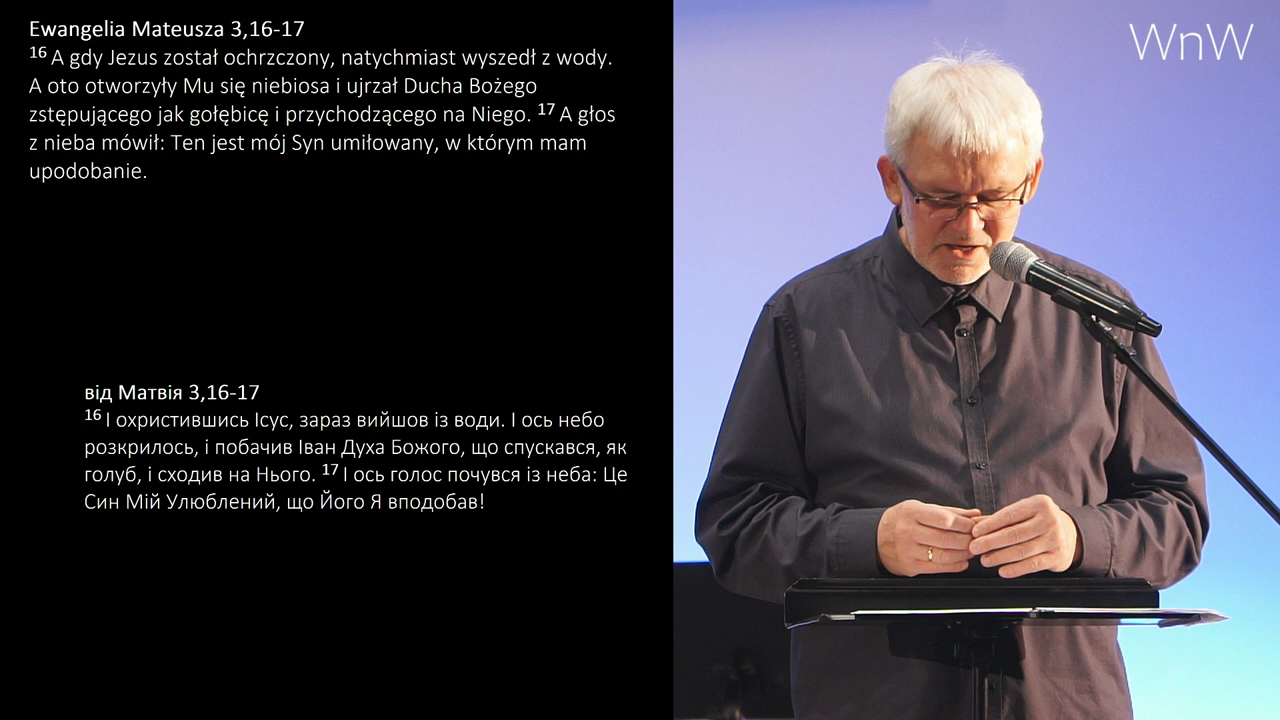 Ewangelia Mateusza 3,16-17
16 A gdy Jezus został ochrzczony, natychmiast wyszedł z wody.
A oto otworzyły Mu się niebiosa i ujrzał Ducha Bożego
zstępującego jak gołębicę i przychodzącego na Niego. 17 A głos
z nieba mówił: Ten jest mój Syn umiłowany, w którym mam
upodobanie.
від Матвія 3,16-17
16 І охристившись Ісус, зараз вийшов із води. І ось небо
розкрилось, і побачив Іван Духа Божого, що спускався, як
голуб, і сходив на Нього. 17 І ось голос почувся із неба: Це
Син Мій Улюблений, що Його Я вподобав!
WnW